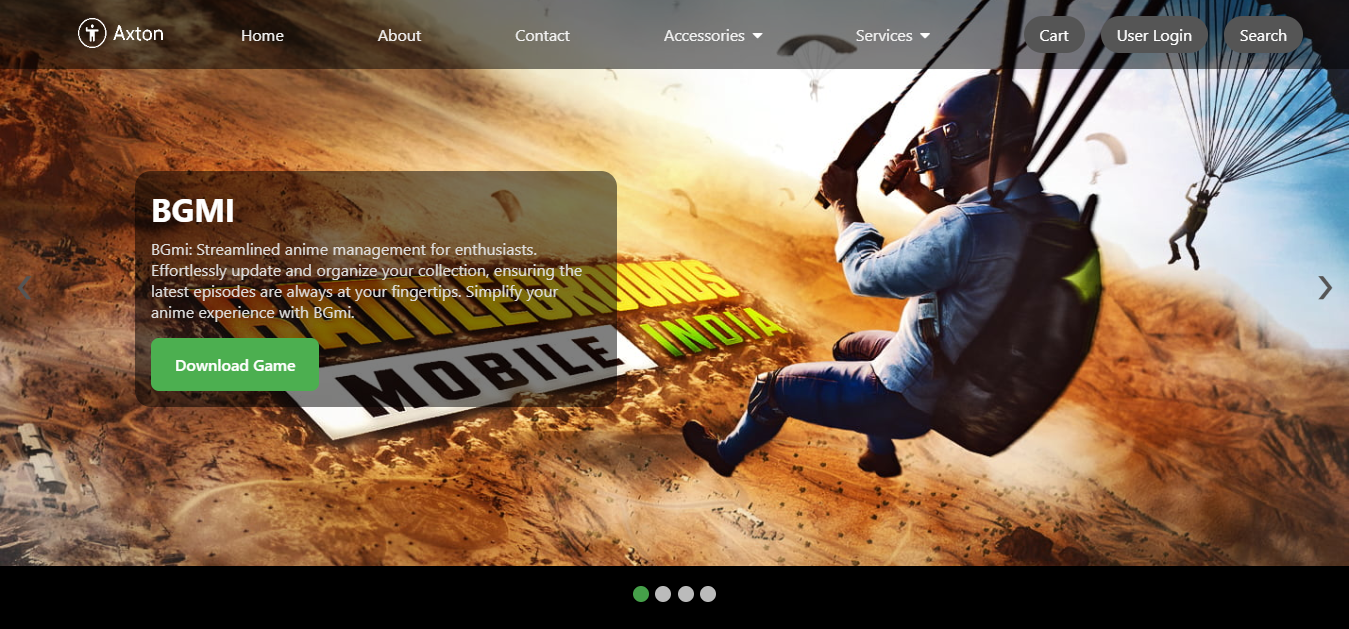 Axton
Home
About
Contact
Accessories
Services
Cart
User Login
Search
BGMI
BGmi: Streamlined anime management for enthusiasts.
Effortlessly update and organize your collection, ensuring the
latest episodes are always at your fingertips. Simplify your
anime experience with BGmi.
Download Game
BATTLEGROUNDS
MOBILE INDIA